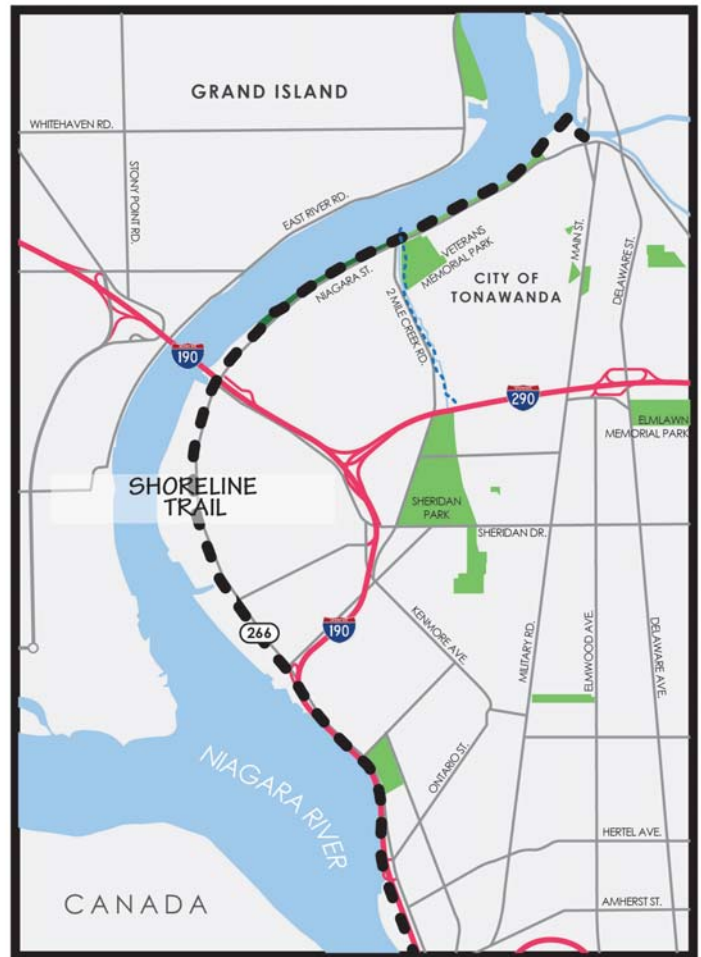 GRAND ISLAND
WHITEHAVEN RD.
STONY POINT RD.
EAST RIVER RD.
NIAGARA ST.
VETERANS
MEMORIAL PARK
MAIN ST.
DELAWARE ST.
CITY OF
TONAWANDA
2 MILE CREEK RD.
190
290
ELMLAWN
MEMORIAL PARK
SHORELINE
TRAIL
SHERIDAN
PARK
SHERIDAN DR.
266
190
KENMORE AVE.
MILITARY RD.
ELMWOOD AVE.
DELAWARE AVE.
ONTARIO ST.
NIAGARA RIVER
HERTEL AVE.
CANADA
AMHERST ST.